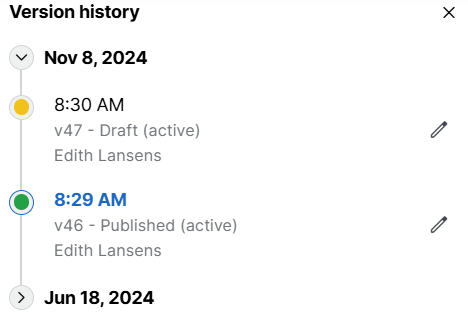 Version history
Nov 8, 2024
8:30 AM
v47 - Draft (active)
Edith Lansens
8:29 AM
v46 - Published (active)
Edith Lansens
Jun 18, 2024